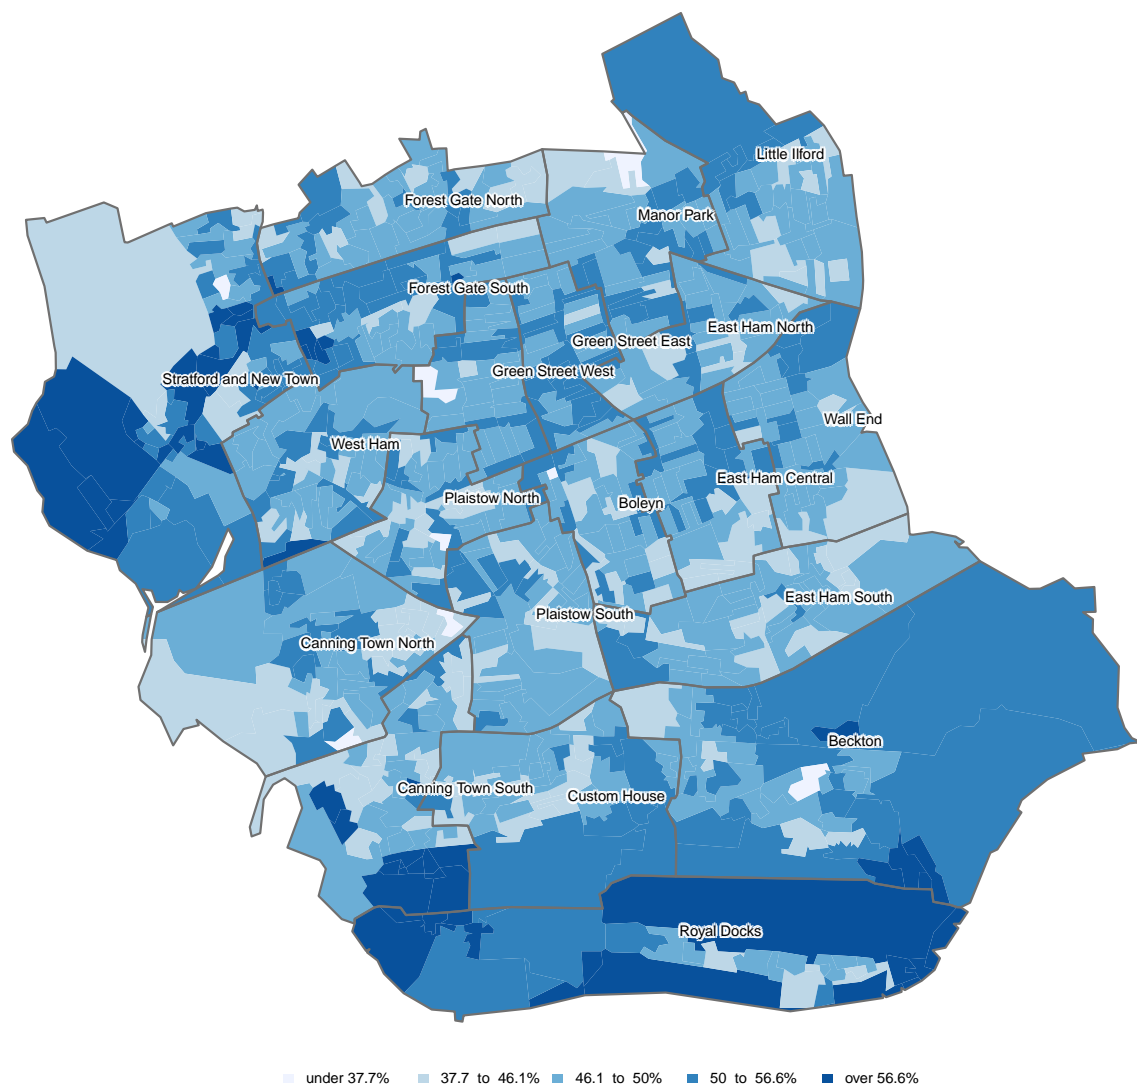 Little Ilford
Forest Gate North
Manor Park
Forest Gate South
East Ham North
Green Street East
Green Street West
Stratford and New Town
Wall End
West Ham
East Ham Central
Plaistow North
Boleyn
East Ham South
Plaistow South
Canning Town North
Beckton
Canning Town South
Custom House
Royal Docks
under 37.7% 37.7 to 46.1% 46.1 to 50% 50 to 56.6% over 56.6%